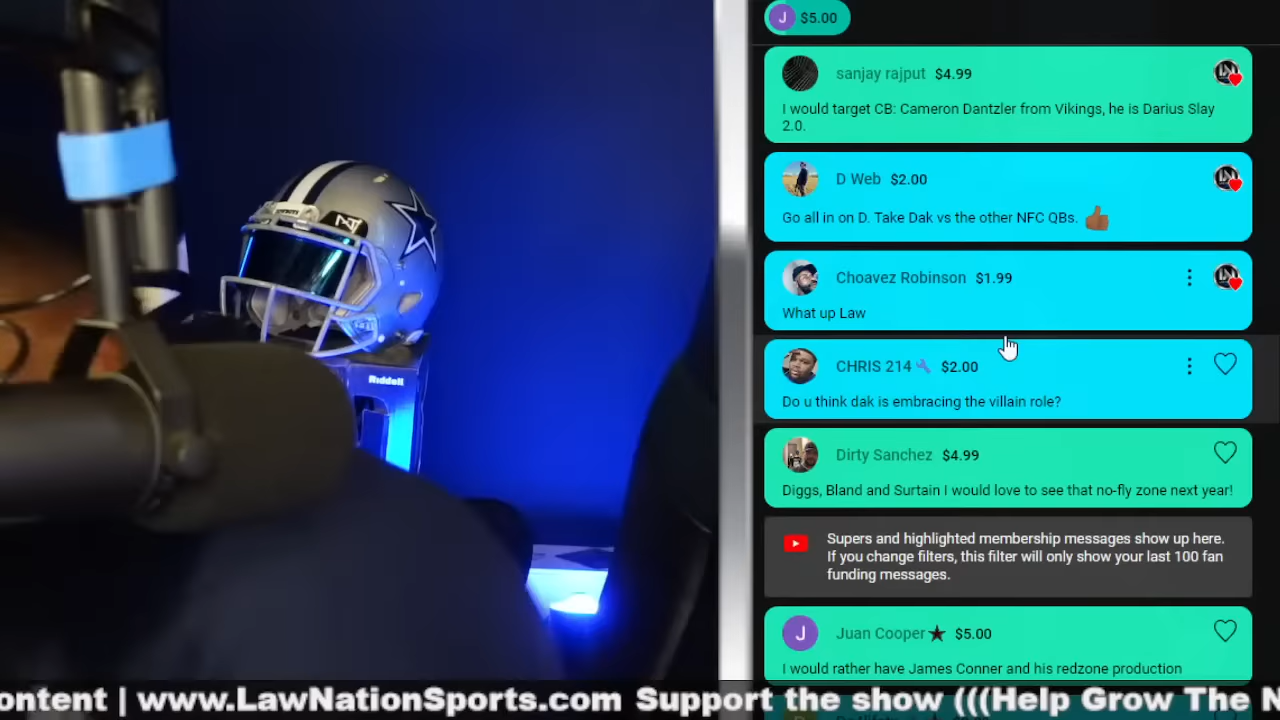 J $5.00
sanjay rajput $4.99
I would target CB: Cameron Dantzler from Vikings, he is Darius Slay
2.0.
D Web $2.00
Go all in on D. Take Dak vs the other NFC QBs. 👍🏾
Choavez Robinson $1.99
What up Law
CHRIS 214 $2.00
Do u think dak is embracing the villain role?
Riddell
Dirty Sanchez $4.99
Diggs, Bland and Surtain I would love to see that no-fly zone next year!
Supers and highlighted membership messages show up here.
If you change filters, this filter will only show your last 100 fan
funding messages.
J Juan Cooper ★ $5.00
I would rather have James Conner and his redzone production
ontent | www.LawNationSports.com Support the show (((Help Grow The N